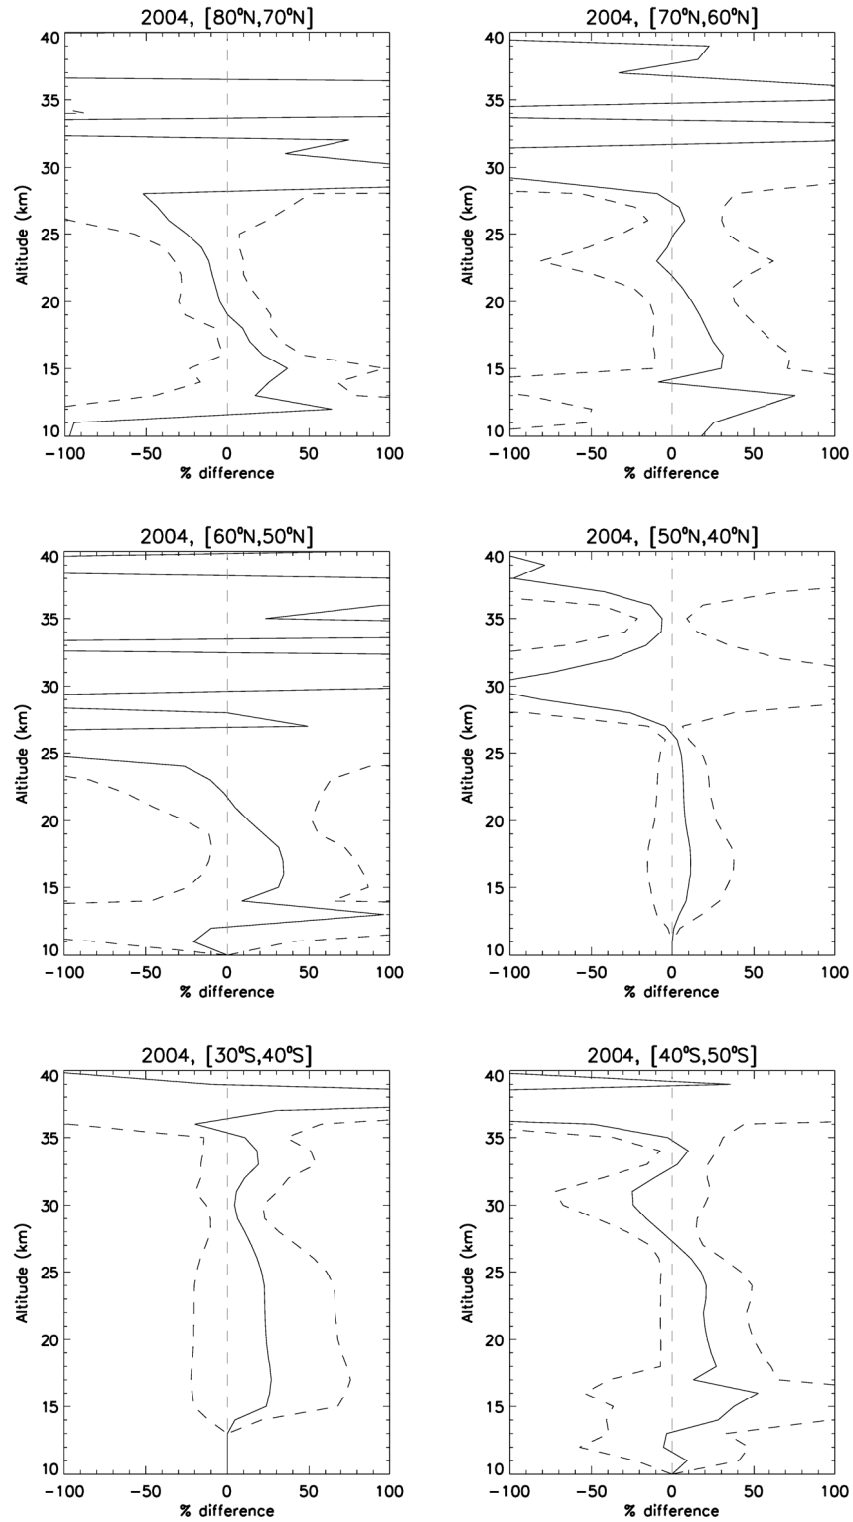 2004, [80°N,70°N]
Altitude (km)
40
35
30
25
20
15
10
-100 -50 0 50 100
% difference
2004, [70°N,60°N]
Altitude (km)
40
35
30
25
20
15
10
-100 -50 0 50 100
% difference
2004, [60°N,50°N]
Altitude (km)
40
35
30
25
20
15
10
-100 -50 0 50 100
% difference
2004, [50°N,40°N]
Altitude (km)
40
35
30
25
20
15
10
-100 -50 0 50 100
% difference
2004, [30°S,40°S]
Altitude (km)
40
35
30
25
20
15
10
-100 -50 0 50 100
% difference
2004, [40°S,50°S]
Altitude (km)
40
35
30
25
20
15
10
-100 -50 0 50 100
% difference